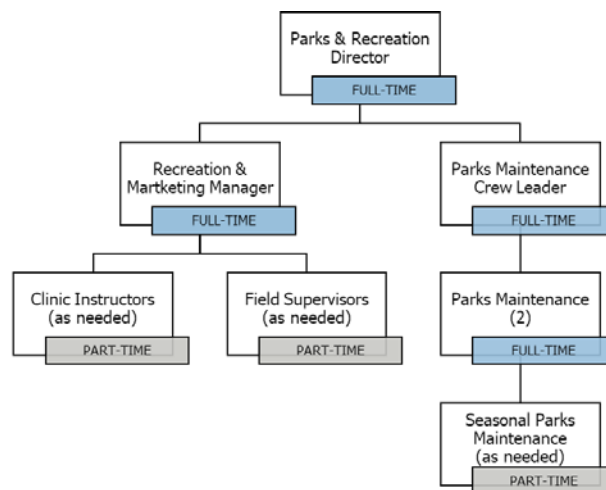 Parks & Recreation
Director
FULL-TIME
Recreation &
Martketing Manager
FULL-TIME
Parks Maintenance
Crew Leader
FULL-TIME
Clinic Instructors
(as needed)
PART-TIME
Field Supervisors
(as needed)
PART-TIME
Parks Maintenance
(2)
FULL-TIME
Seasonal Parks
Maintenance
(as needed)
PART-TIME